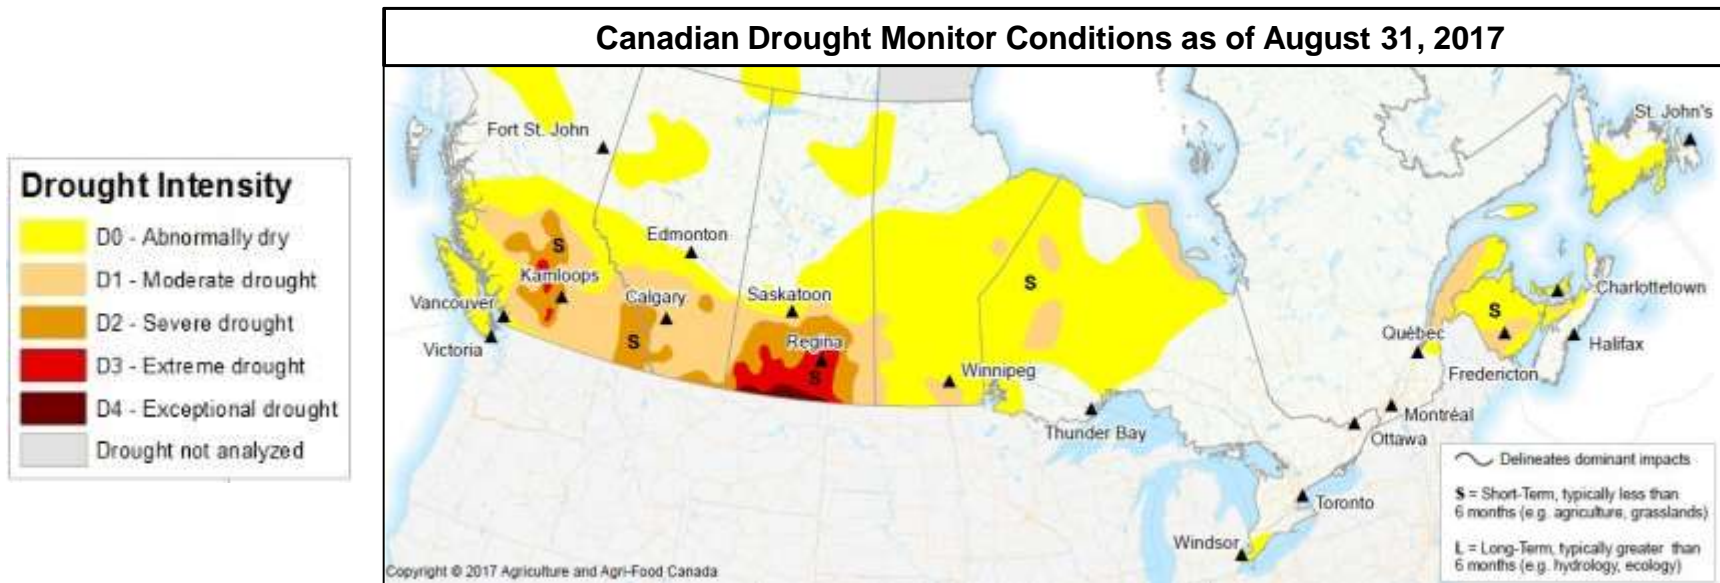 Canadian Drought Monitor Conditions as of August 31, 2017
Drought Intensity
D0 - Abnormally dry
D1 - Moderate drought
D2 - Severe drought
D3 - Extreme drought
D4 - Exceptional drought
Drought not analyzed
St. John's
Fort St. John
Edmonton
S
Kamloops
S
Vancouver
Calgary
Saskatoon
Charlottetown
S
Victoria
S
Regina
Québec
Halifax
S
Winnipeg
Fredericton
Montréal
Thunder Bay
Ottawa
Toronto
Windsor
Delineates dominant impacts
S = Short-Term, typically less than
6 months (e.g. agriculture, grasslands)
L = Long-Term, typically greater than
6 months (e.g. hydrology, ecology)
Copyright © 2017 Agriculture and Agri-Food Canada